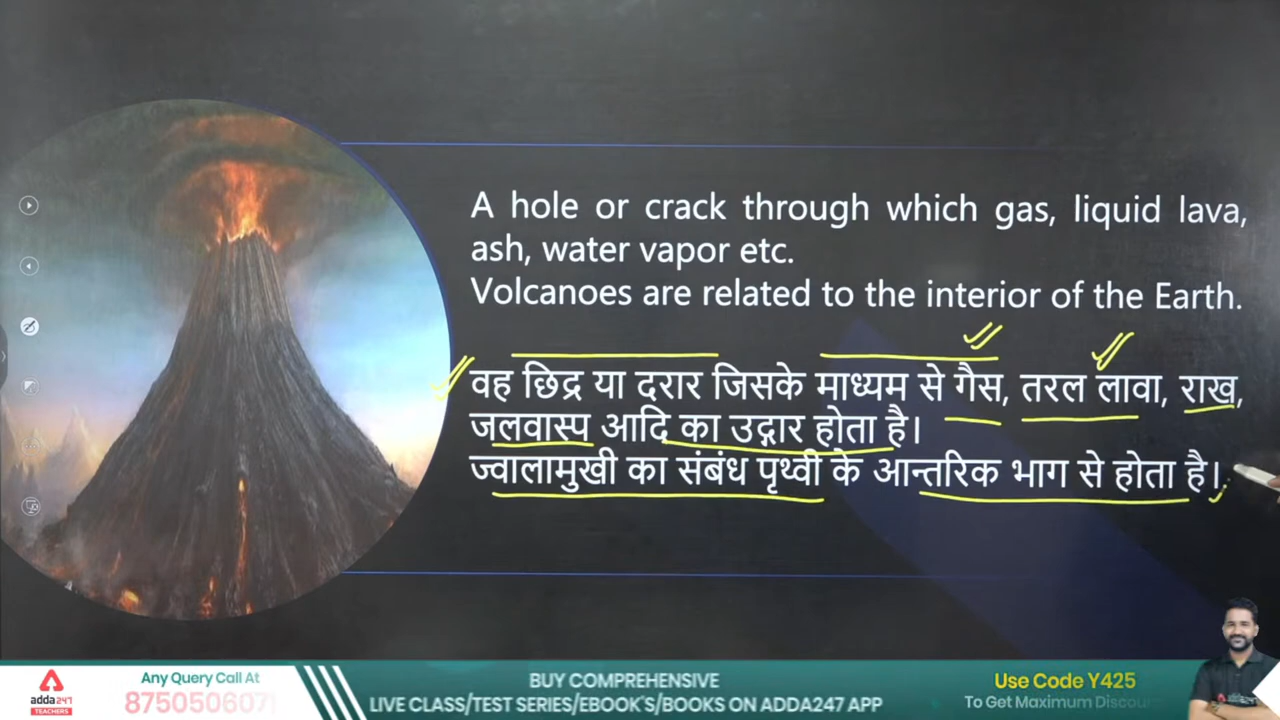 A hole or crack through which gas, liquid lava,
ash, water vapor etc.
Volcanoes are related to the interior of the Earth.
वह छिद्र या दरार जिसके माध्यम से गैस, तरल लावा, राख,
जलवास्प आदि का उद्गार होता है।
ज्वालामुखी का संबंध पृथ्वी के आन्तरिक भाग से होता है।
adda247
TEACHERS
Any Query Call At
8750506071
BUY COMPREHENSIVE
LIVE CLASS/TEST SERIES/EBOOK'S/BOOKS ON ADDA247 APP
Use Code Y425
To Get Maximum